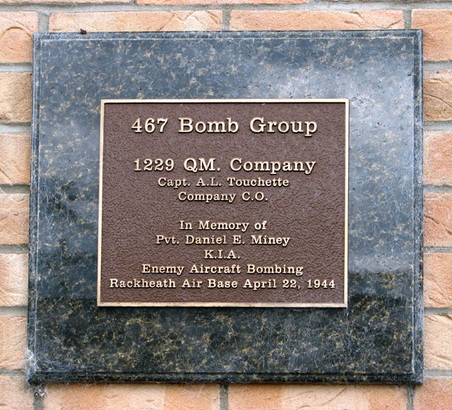 467 Bomb Group
1229 QM. Company
Capt. A.L. Touchette
Company C.O.
In Memory of
Pvt. Daniel E. Miney
K.I.A.
Enemy Aircraft Bombing
Rackheath Air Base April 22, 1944